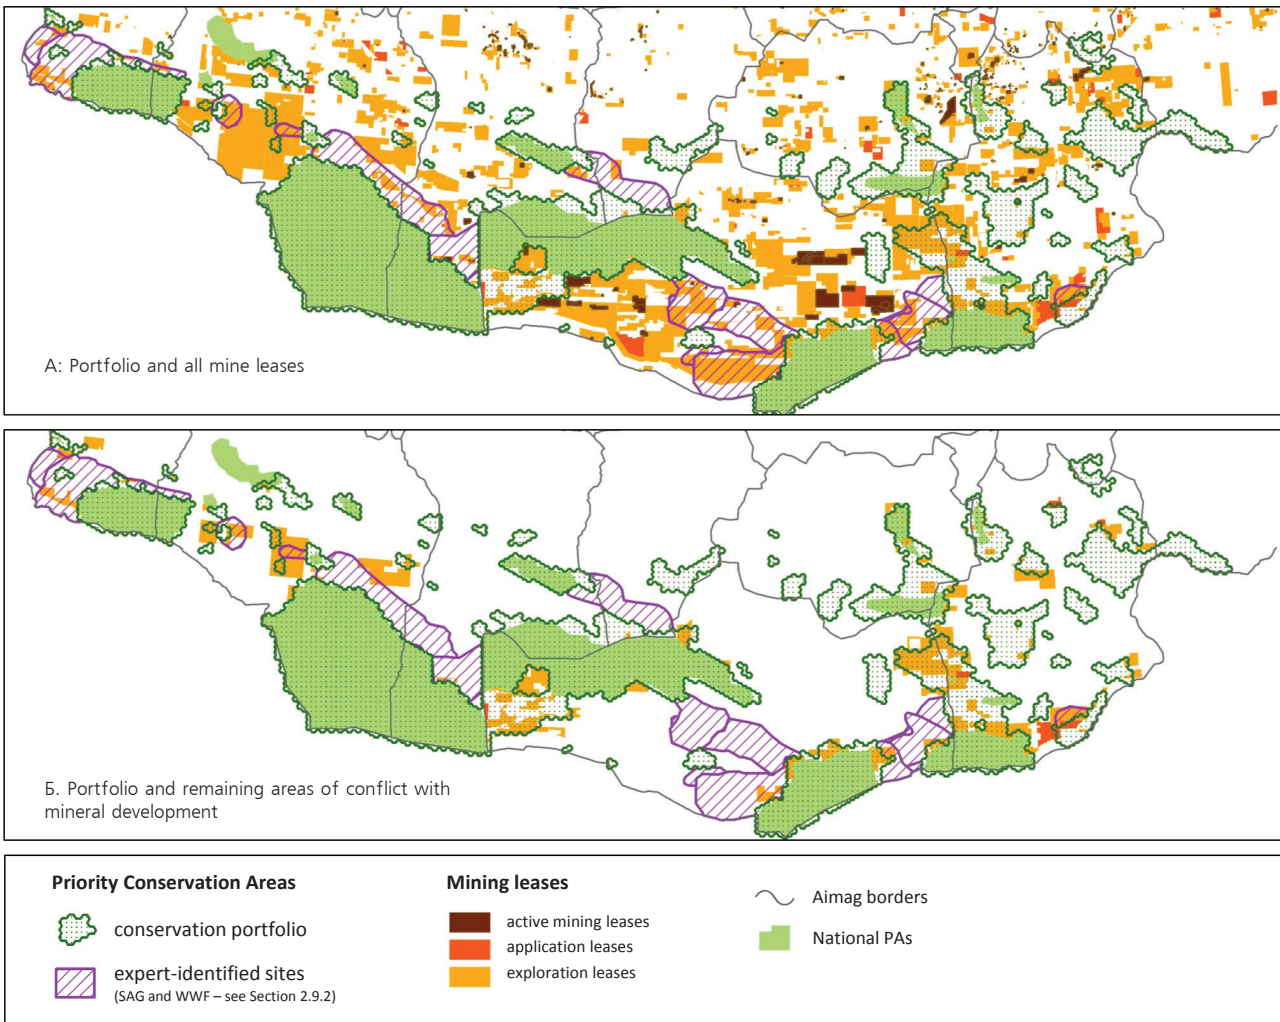 A: Portfolio and all mine leases
Б. Portfolio and remaining areas of conflict with
mineral development
Priority Conservation Areas
conservation portfolio
expert-identified sites
(SAG and WWF – see Section 2.9.2)
Mining leases
active mining leases
application leases
exploration leases
Aimag borders
National PAs